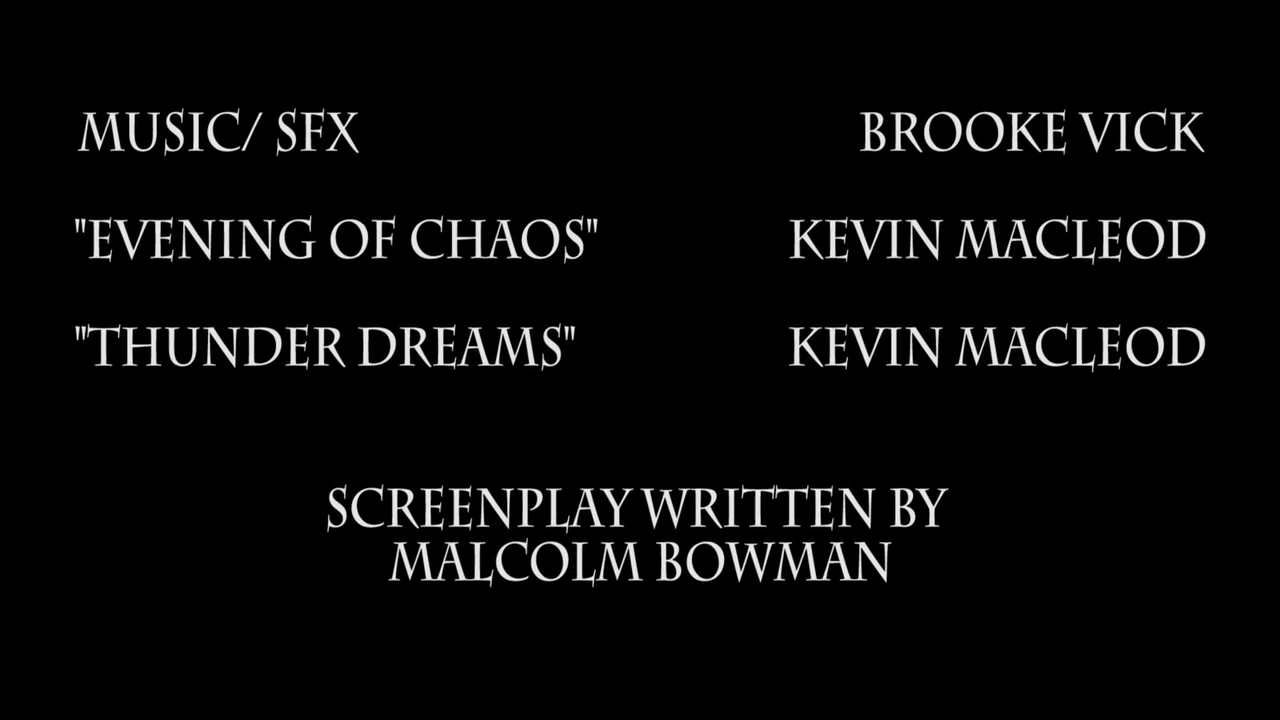 MUSIC/ SFX BROOKE VICK
"EVENING OF CHAOS" KEVIN MACLEOD
"THUNDER DREAMS" KEVIN MACLEOD
SCREENPLAY WRITTEN BY
MALCOLM BOWMAN